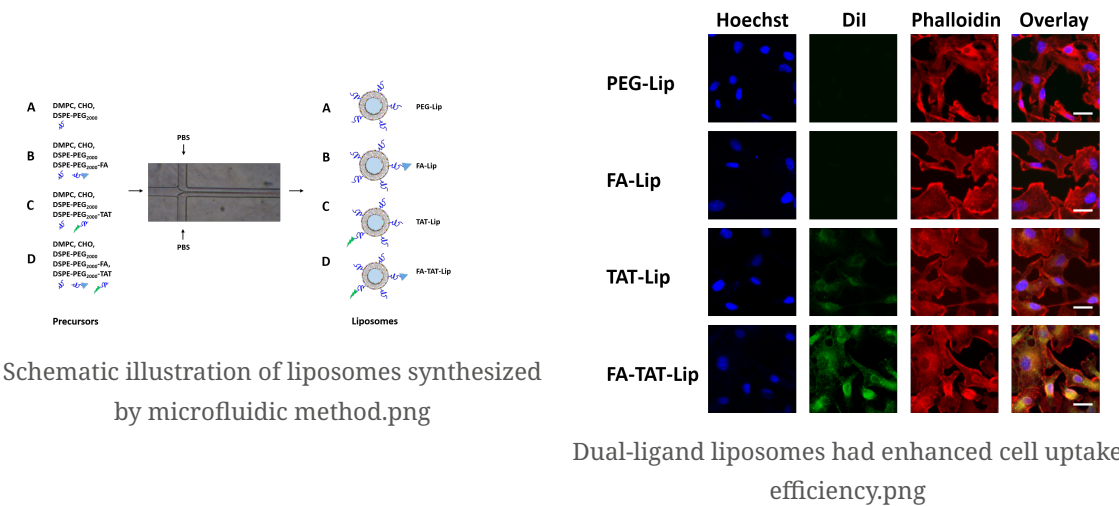 A
DMPC, CHO,
DSPE-PEG2000
B
DMPC, CHO,
DSPE-PEG2000
DSPE-PEG2000-FA
C
DMPC, CHO,
DSPE-PEG2000
DSPE-PEG2000-TAT
D
DMPC, CHO,
DSPE-PEG2000
DSPE-PEG2000-FA,
DSPE-PEG2000-TAT
Precursors
PBS
PBS
A
PEG-Lip
B
FA-Lip
C
TAT-Lip
D
FA-TAT-Lip
Liposomes
Schematic illustration of liposomes synthesized
by microfluidic method.png
Hoechst DiI Phalloidin Overlay
PEG-Lip
FA-Lip
TAT-Lip
FA-TAT-Lip
Dual-ligand liposomes had enhanced cell uptake
efficiency.png